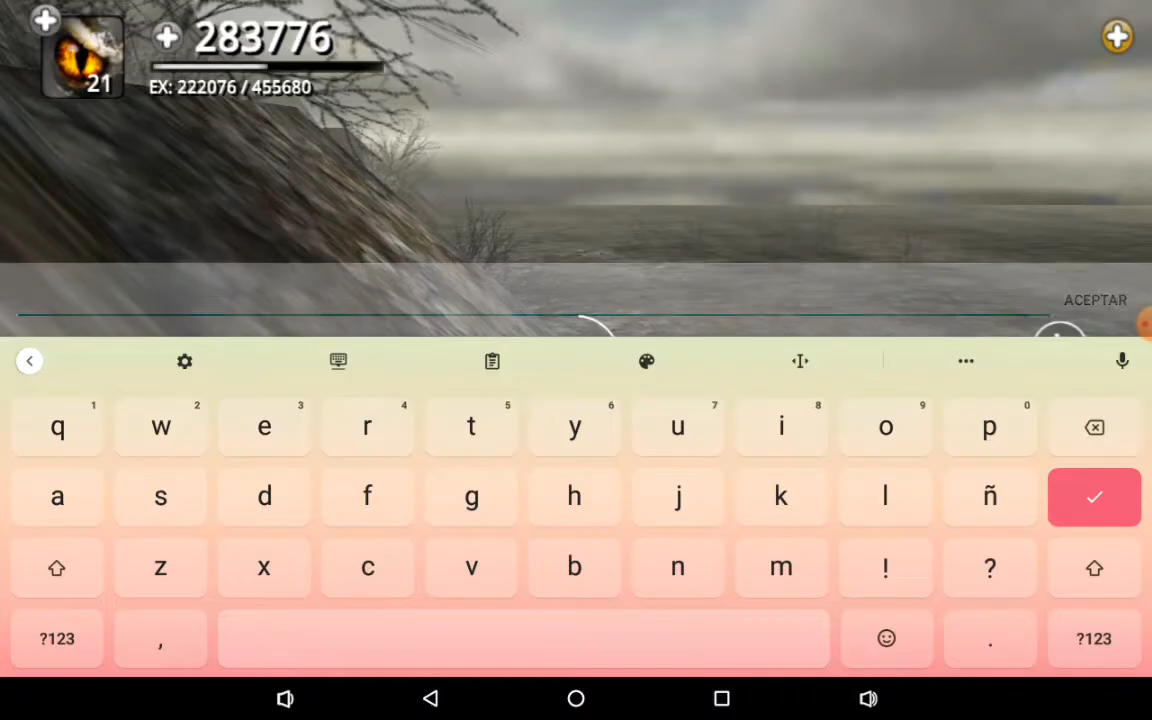 283776
21
EX: 222076 / 455680
ACEPTAR
q 1 w 2 e 3 r 4 t 5 y 6 u 7 i 8 o 9 p 0
a s d f g h j k l ñ
z x c v b n m ! ?
?123 , . ?123